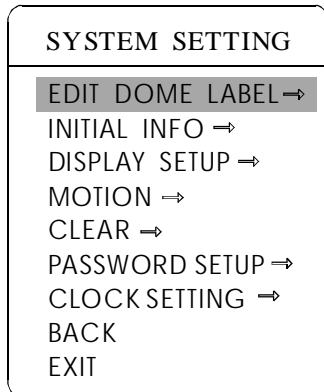 SYSTEM SETTING
EDIT DOME LABEL→
INITIAL INFO →
DISPLAY SETUP →
MOTION →
CLEAR →
PASSWORD SETUP →
CLOCK SETTING →
BACK
EXIT